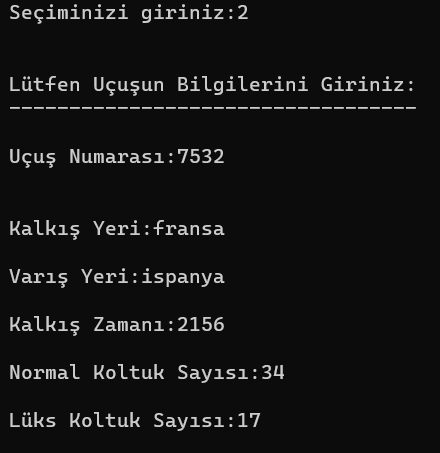 Seçiminizi giriniz:2
Lütfen Uçuşun Bilgilerini Giriniz:
----------------------------------
Uçuş Numarası:7532
Kalkış Yeri:fransa
Varış Yeri:ispanya
Kalkış Zamanı:2156
Normal Koltuk Sayısı:34
Lüks Koltuk Sayısı:17